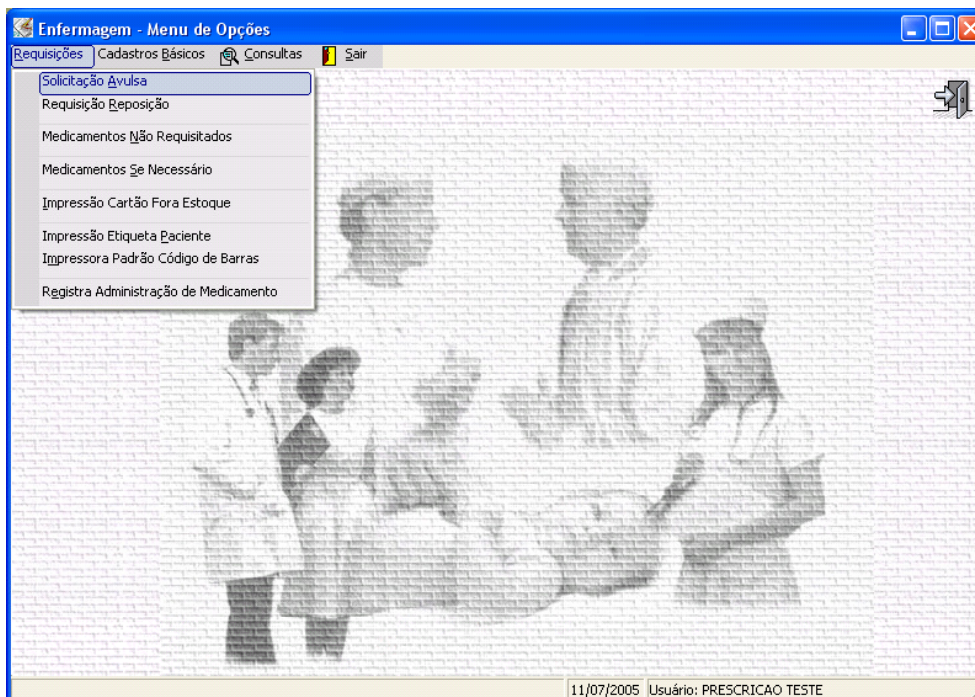 Enfermagem - Menu de Opções
Requisições Cadastros Básicos Consultas Sair
Solicitação Avulsa
Requisição Reposição
Medicamentos Não Requisitados
Medicamentos Se Necessário
Impressão Cartão Fora Estoque
Impressão Etiqueta Paciente
Impressora Padrão Código de Barras
Registra Administração de Medicamento
11/07/2005 Usuário: PRESCRICAO TESTE